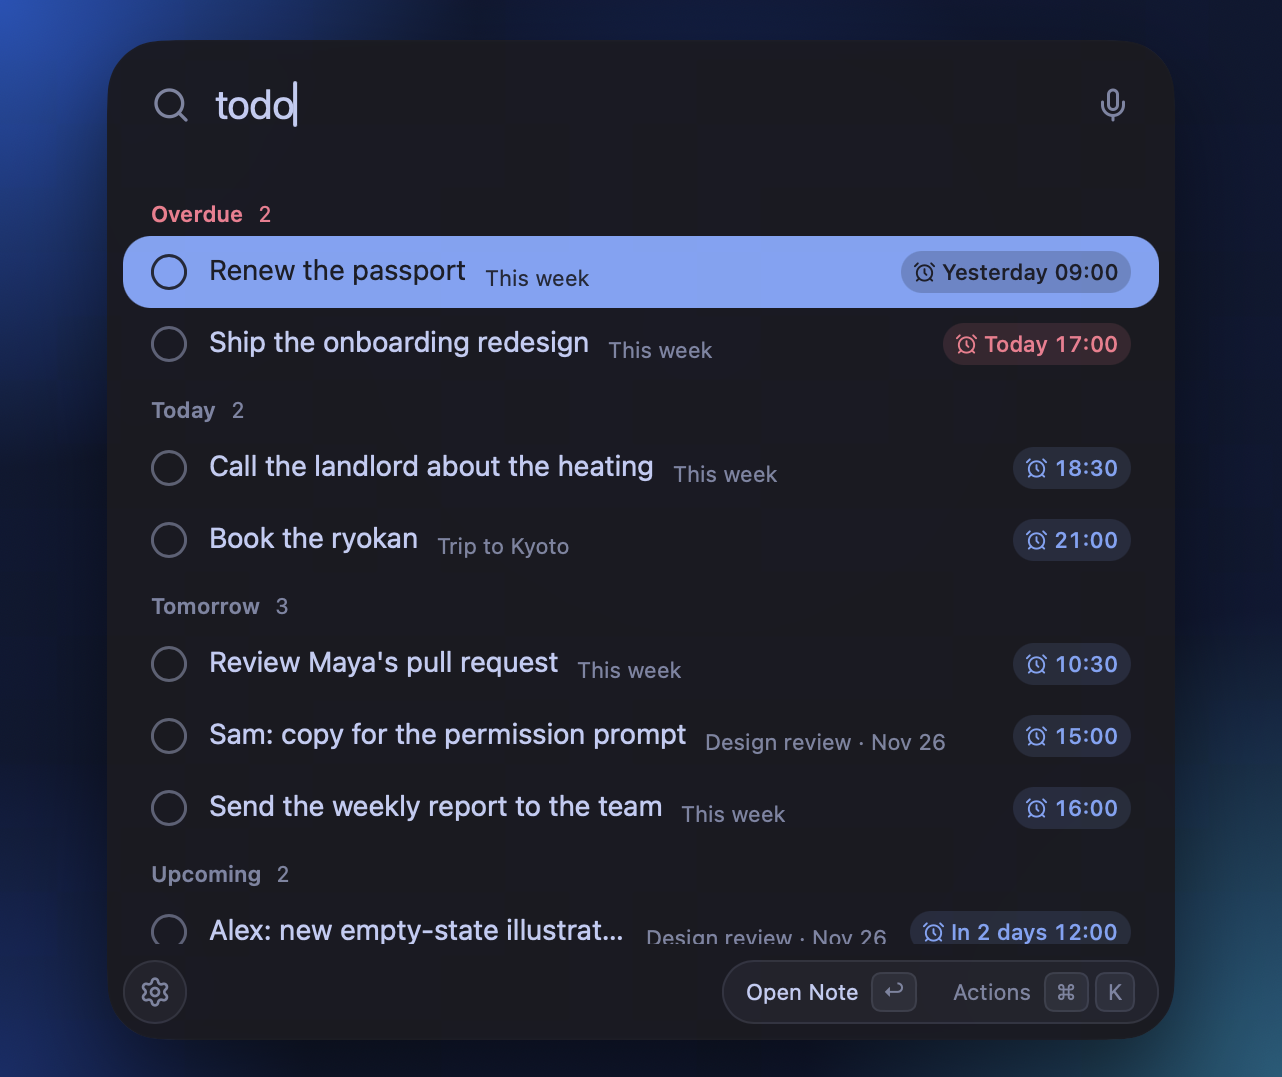 todo
Overdue 2
Renew the passport This week Yesterday 09:00
Ship the onboarding redesign This week Today 17:00
Today 2
Call the landlord about the heating This week 18:30
Book the ryokan Trip to Kyoto 21:00
Tomorrow 3
Review Maya's pull request This week 10:30
Sam: copy for the permission prompt Design review · Nov 26 15:00
Send the weekly report to the team This week 16:00
Upcoming 2
Alex: new empty-state illustrat... Design review · Nov 26 In 2 days 12:00
Open Note Actions ⌘ K